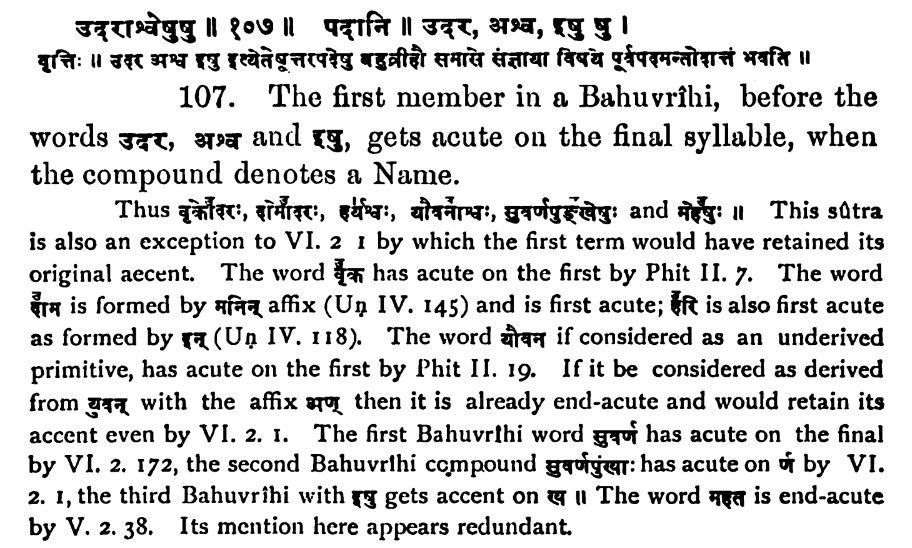 उदराश्वेषुषु ॥ १०७ ॥ पदानि ॥ उदर, अश्व, इषु षु ।
वृत्तिः ॥ उदर अश्व इषु इत्येतेषूत्तरपदेषु बहुव्रीहौ समासे संज्ञाया विषये पूर्वपदमन्तोदात्तं भवति ॥
107. The first member in a Bahuvrîhi, before the
words उदर, अश्व and इषु, gets acute on the final syllable, when
the compound denotes a Name.
Thus वृकोदरः, दामोदरः, हर्यश्वः, यौवनाश्वः, सुवर्णपुङ्खेषुः and महेषुः ॥ This sûtra
is also an exception to VI. 2 1 by which the first term would have retained its
original aecent. The word वृक has acute on the first by Phit II. 7. The word
दाम is formed by मनिन् affix (Uṇ IV. 145) and is first acute; हरि is also first acute
as formed by इन् (Uṇ IV. 118). The word यौवन if considered as an underived
primitive, has acute on the first by Phit II. 19. If it be considered as derived
from युवन् with the affix अण् then it is already end-acute and would retain its
accent even by VI. 2. 1. The first Bahuvrîhi word सुवर्ण has acute on the final
by VI. 2. 172, the second Bahuvrîhi compound सुवर्णपुंखाः has acute on र्ण by VI.
2. 1, the third Bahuvrîhi with इषु gets accent on ख ॥ The word महत is end-acute
by V. 2. 38. Its mention here appears redundant.